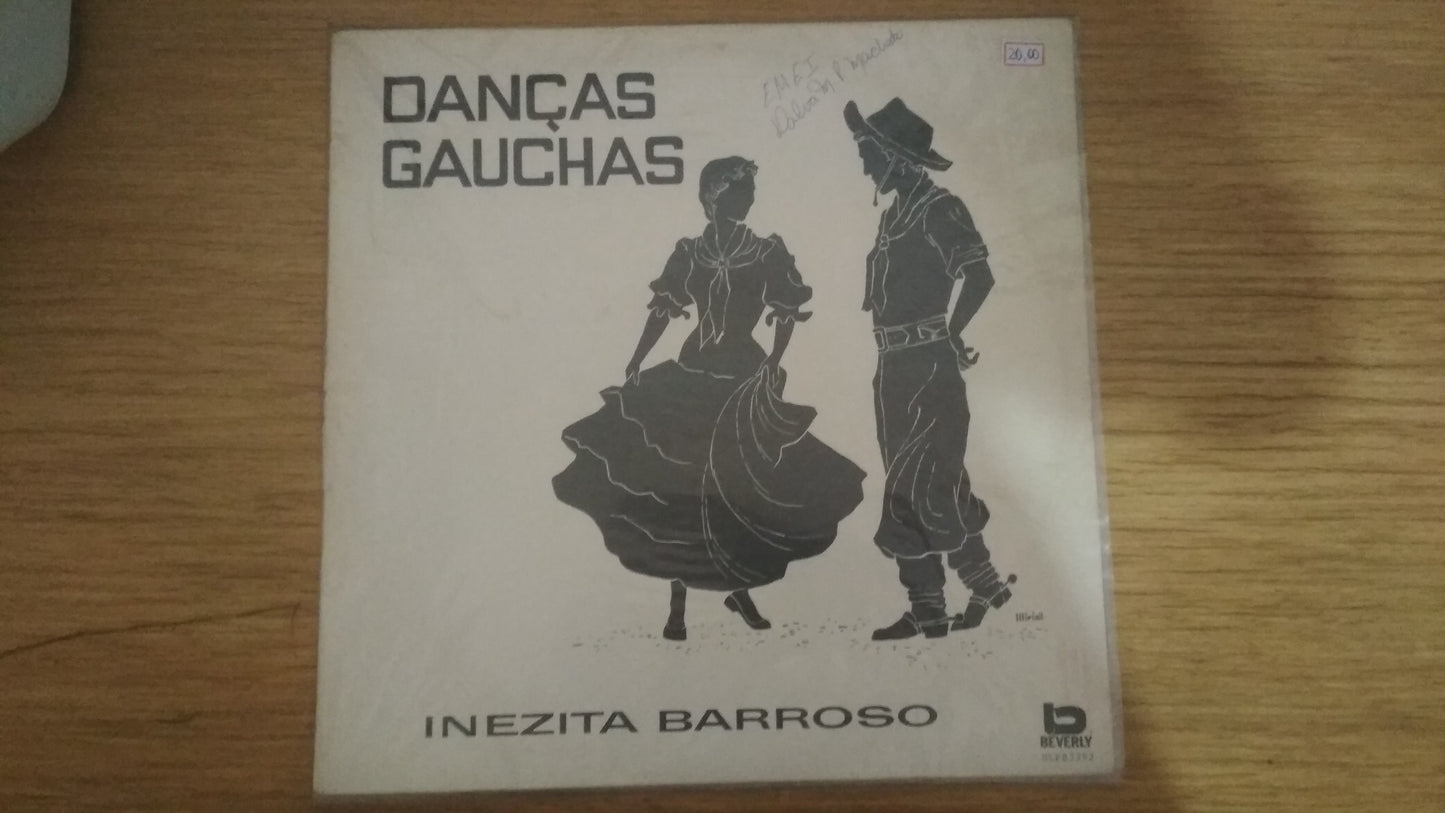 DANÇAS
GAUCHAS
EMEI
20,00
INEZITA BARROSO
b
BEVERLY